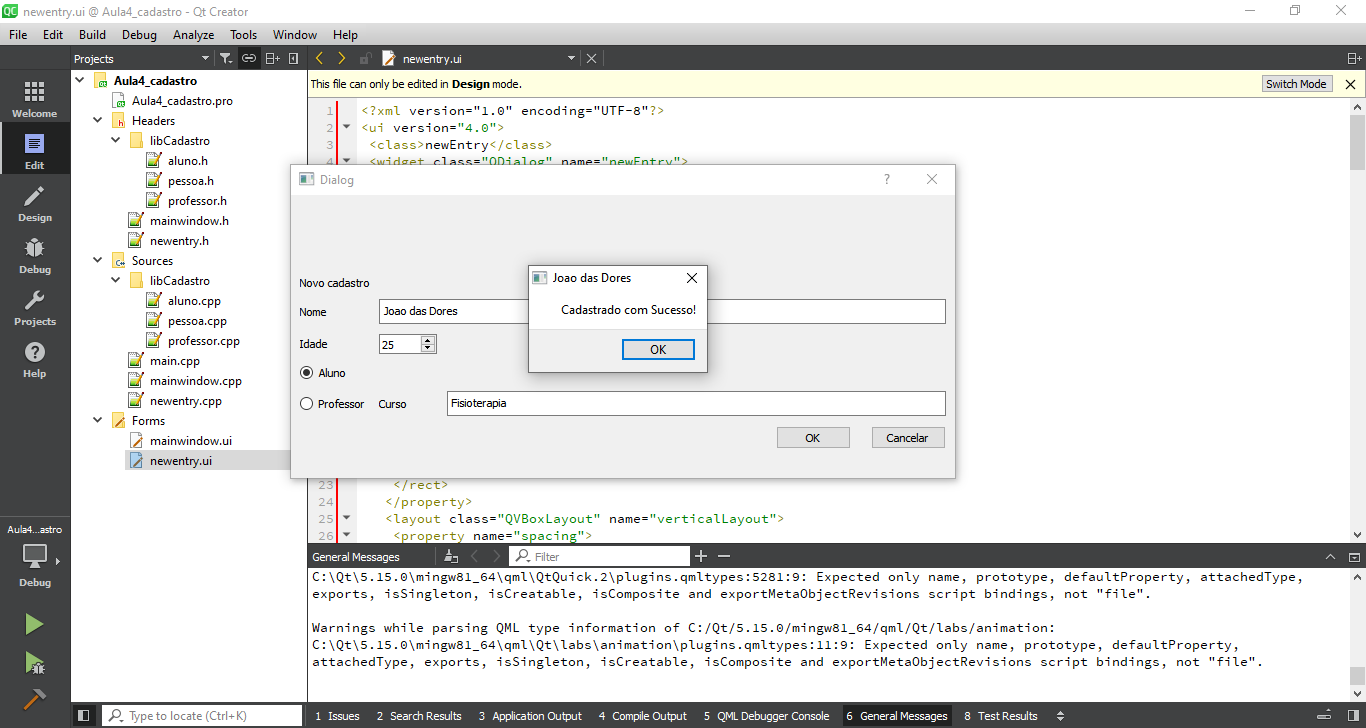 newentry.ui @ Aula4_cadastro - Qt Creator
File Edit Build Debug Analyze Tools Window Help
Projects
newentry.ui
This file can only be edited in Design mode.
Switch Mode
Welcome
Edit
Design
Debug
Projects
Help
Aula4...astro
Debug
Aula4_cadastro
Aula4_cadastro.pro
Headers
libCadastro
aluno.h
pessoa.h
professor.h
mainwindow.h
newentry.h
Sources
libCadastro
aluno.cpp
pessoa.cpp
professor.cpp
main.cpp
mainwindow.cpp
newentry.cpp
Forms
mainwindow.ui
newentry.ui
1 <?xml version="1.0" encoding="UTF-8"?>
2 <ui version="4.0">
3 <class>newEntry</class>
4 <widget class="QDialog" name="newEntry">
Dialog
?
Novo cadastro
Nome Joao das Dores
Idade 25
Aluno
Professor Curso Fisioterapia
OK Cancelar
Joao das Dores
Cadastrado com Sucesso!
OK
23 </rect>
24 </property>
25 <layout class="QVBoxLayout" name="verticalLayout">
26 <property name="spacing">
General Messages Filter
C:\Qt\5.15.0\mingw81_64\qml\QtQuick.2\plugins.qmltypes:5281:9: Expected only name, prototype, defaultProperty, attachedType,
exports, isSingleton, isCreatable, isComposite and exportMetaObjectRevisions script bindings, not "file".
Warnings while parsing QML type information of C:/Qt/5.15.0/mingw81_64/qml/Qt/labs/animation:
C:\Qt\5.15.0\mingw81_64\qml\Qt\labs\animation\plugins.qmltypes:11:9: Expected only name, prototype, defaultProperty,
attachedType, exports, isSingleton, isCreatable, isComposite and exportMetaObjectRevisions script bindings, not "file".
Type to locate (Ctrl+K) 1 Issues 2 Search Results 3 Application Output 4 Compile Output 5 QML Debugger Console 6 General Messages 8 Test Results